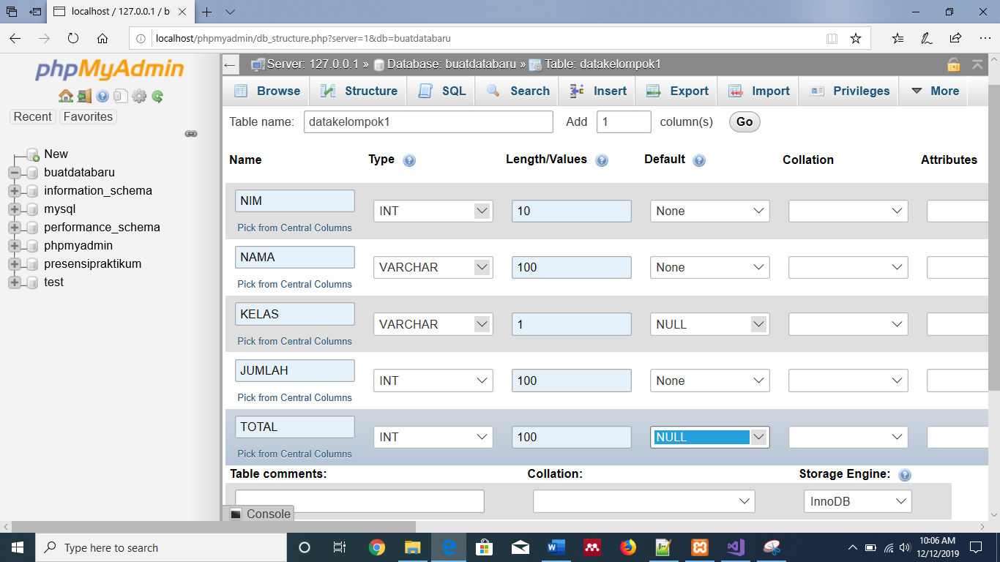 localhost / 127.0.0.1 / b
localhost/phpmyadmin/db_structure.php?server=1&db=buatdatabaru
phpMyAdmin
Recent Favorites
New
buatdatabaru
information_schema
mysql
performance_schema
phpmyadmin
presensipraktikum
test
Server: 127.0.0.1 » Database: buatdatabaru » Table: datakelompok1
Browse Structure SQL Search Insert Export Import Privileges More
Table name: datakelompok1 Add 1 column(s) Go
Name Type Length/Values Default Collation Attributes
NIM INT 10 None
Pick from Central Columns
NAMA VARCHAR 100 None
Pick from Central Columns
KELAS VARCHAR 1 NULL
Pick from Central Columns
JUMLAH INT 100 None
Pick from Central Columns
TOTAL INT 100 NULL
Pick from Central Columns
Table comments: Collation: Storage Engine:
InnoDB
Console
Type here to search
10:06 AM
12/12/2019